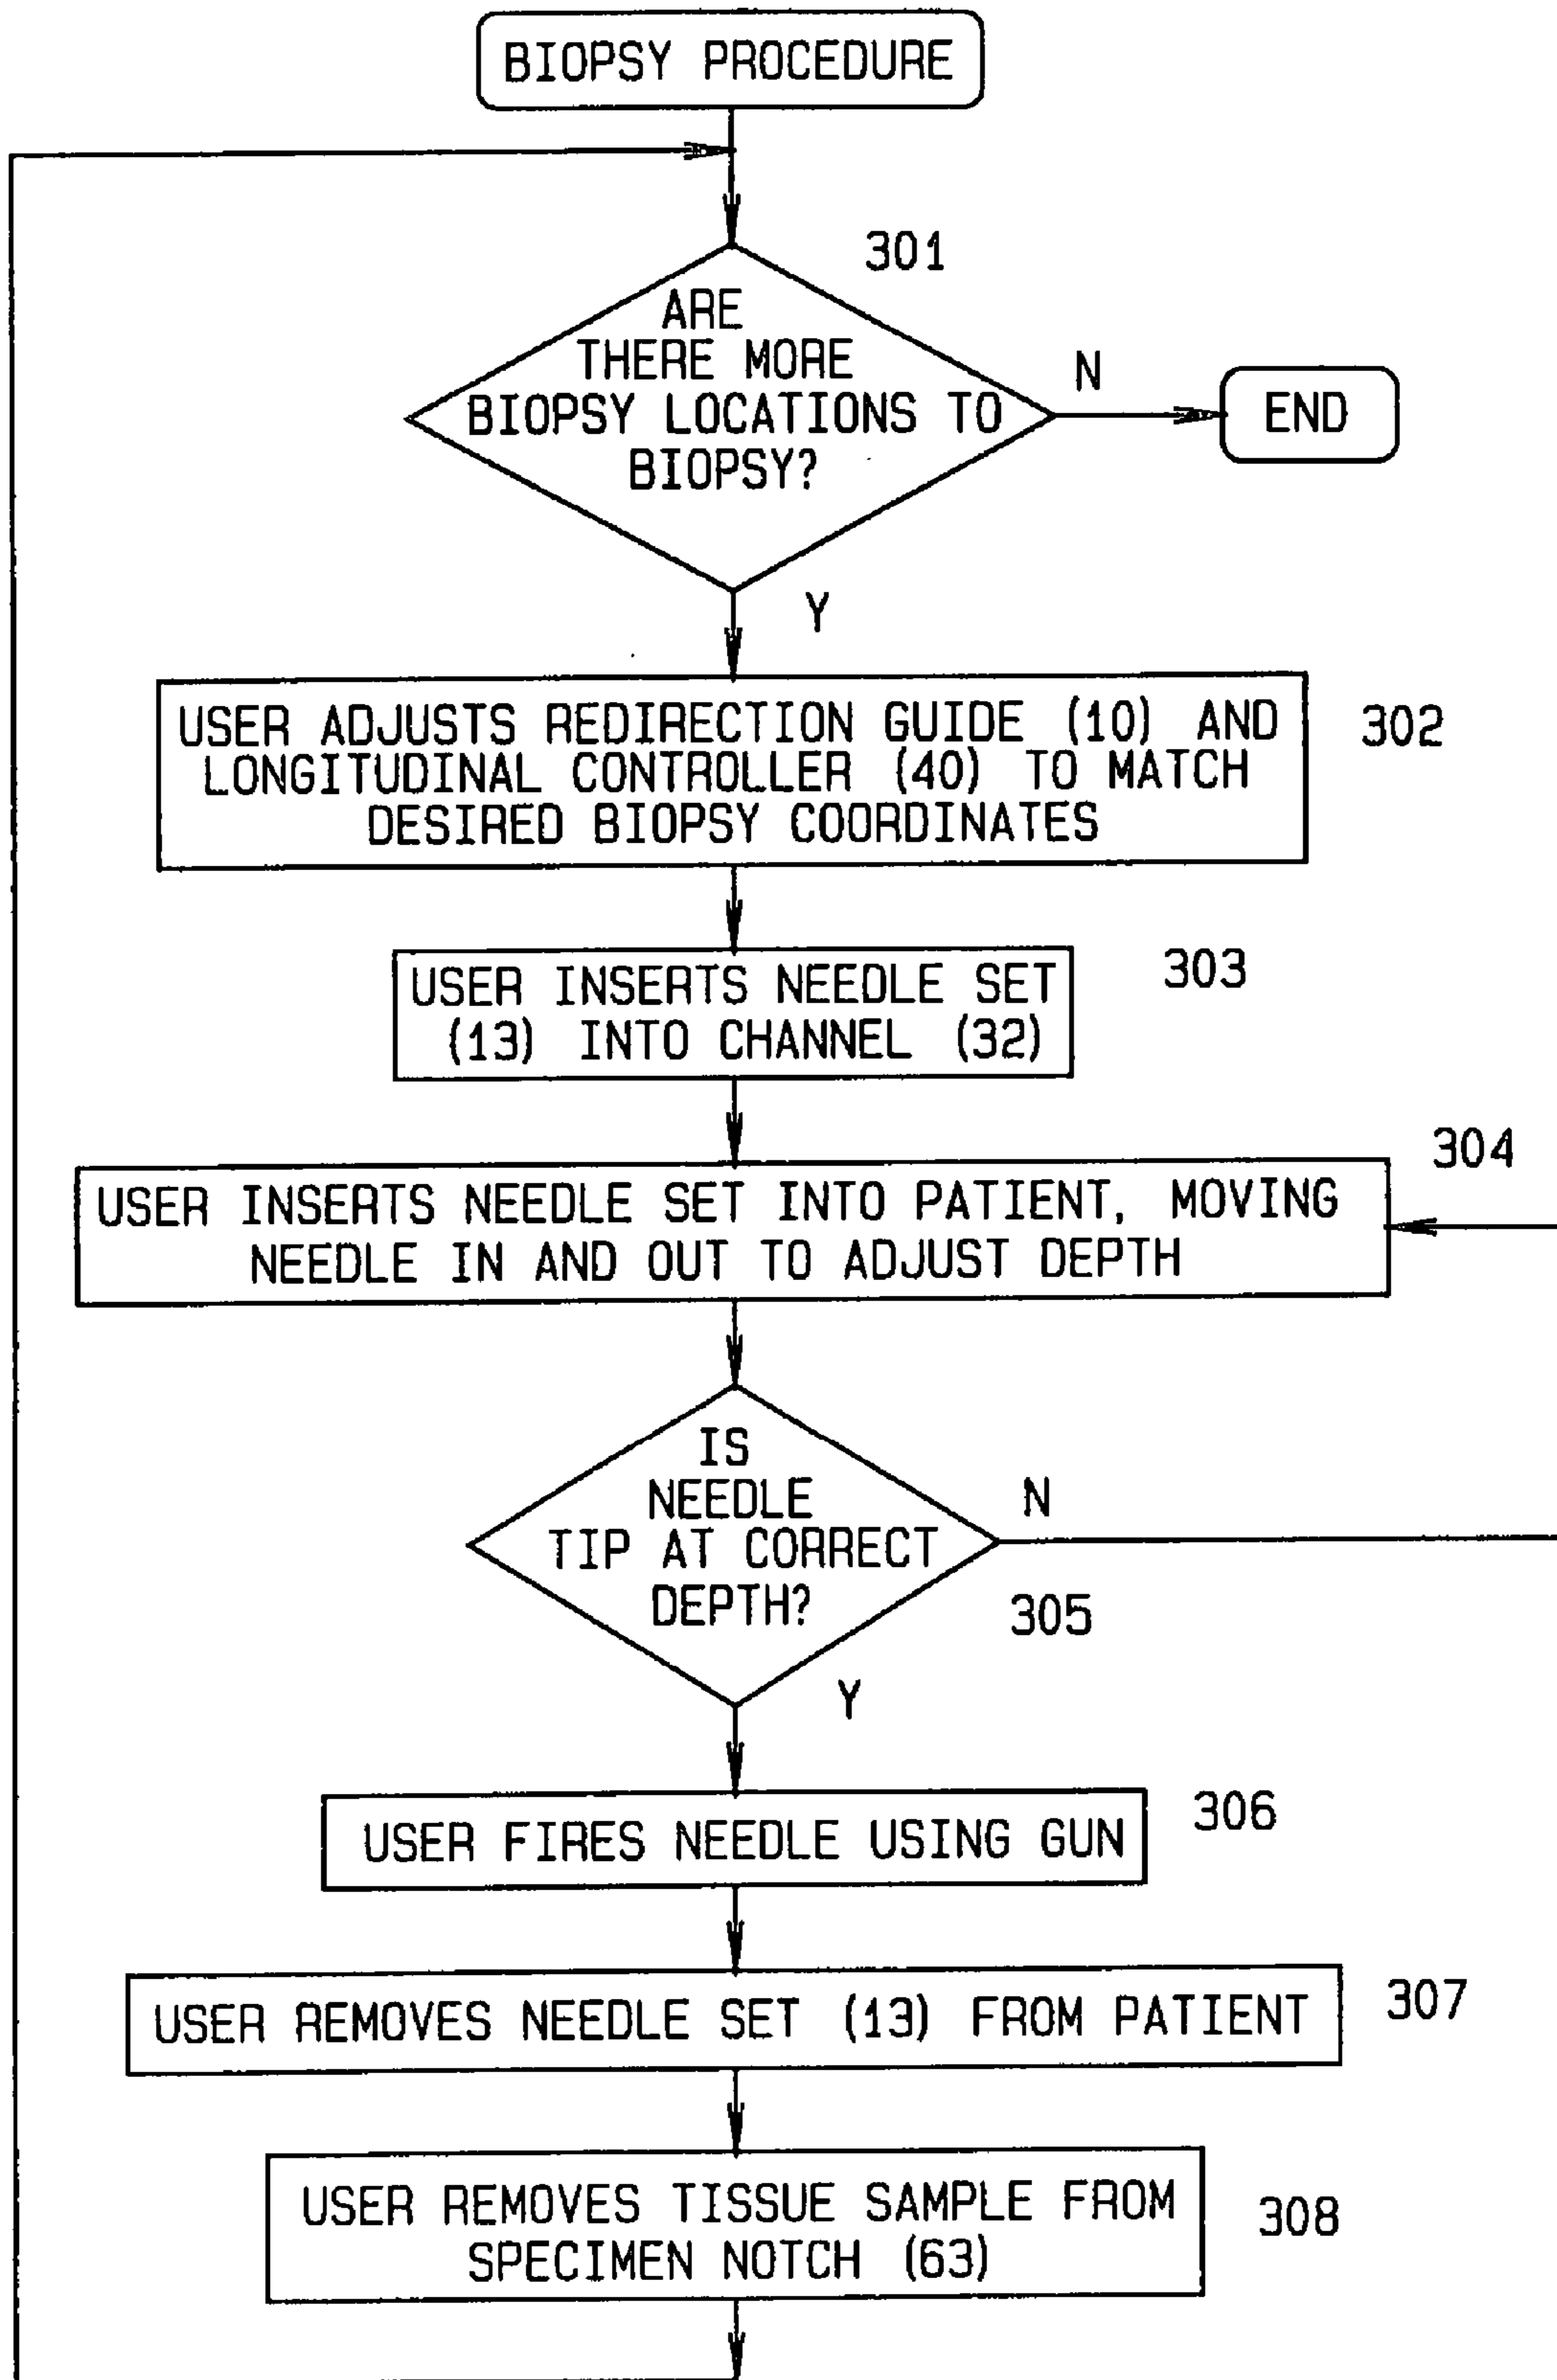 BIOPSY PROCEDURE
301
ARE
THERE MORE
BIOPSY LOCATIONS TO
BIOPSY?
N
END
Y
USER ADJUSTS REDIRECTION GUIDE (10) AND
LONGITUDINAL CONTROLLER (40) TO MATCH
DESIRED BIOPSY COORDINATES
302
USER INSERTS NEEDLE SET
(13) INTO CHANNEL (32)
303
304
USER INSERTS NEEDLE SET INTO PATIENT, MOVING
NEEDLE IN AND OUT TO ADJUST DEPTH
IS
NEEDLE
TIP AT CORRECT
DEPTH?
N
305
Y
USER FIRES NEEDLE USING GUN
306
USER REMOVES NEEDLE SET (13) FROM PATIENT
307
USER REMOVES TISSUE SAMPLE FROM
SPECIMEN NOTCH (63)
308